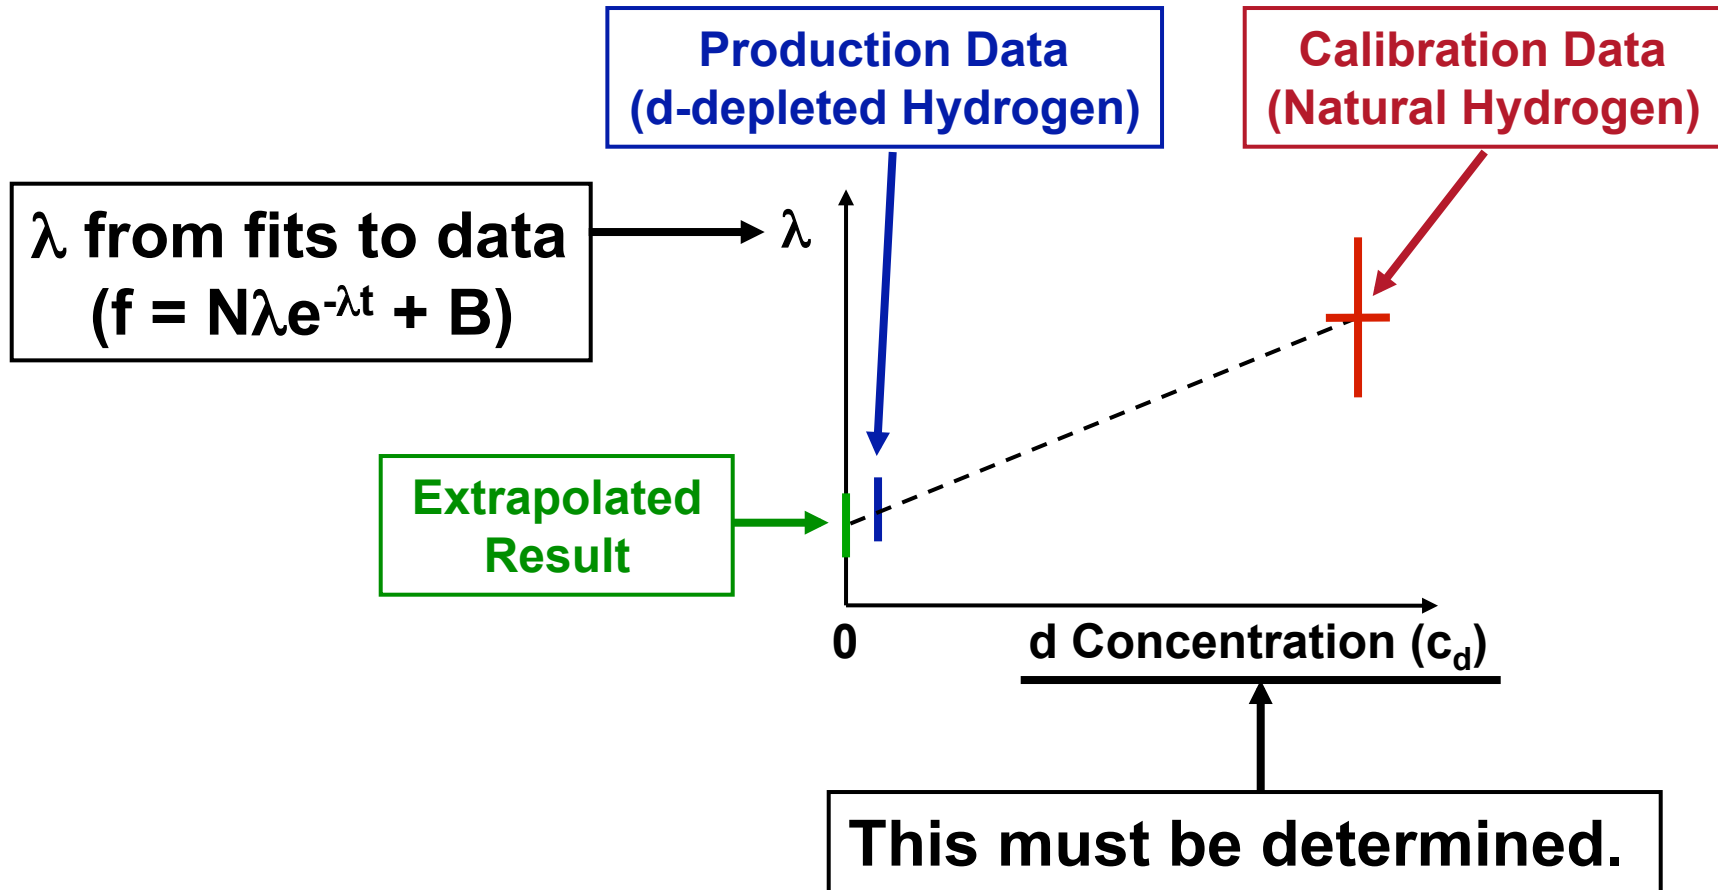 Production Data
(d-depleted Hydrogen)
Calibration Data
(Natural Hydrogen)
λ from fits to data
(f = Nλe^-λt + B)
λ
Extrapolated
Result
0
d Concentration (c_d)
This must be determined.